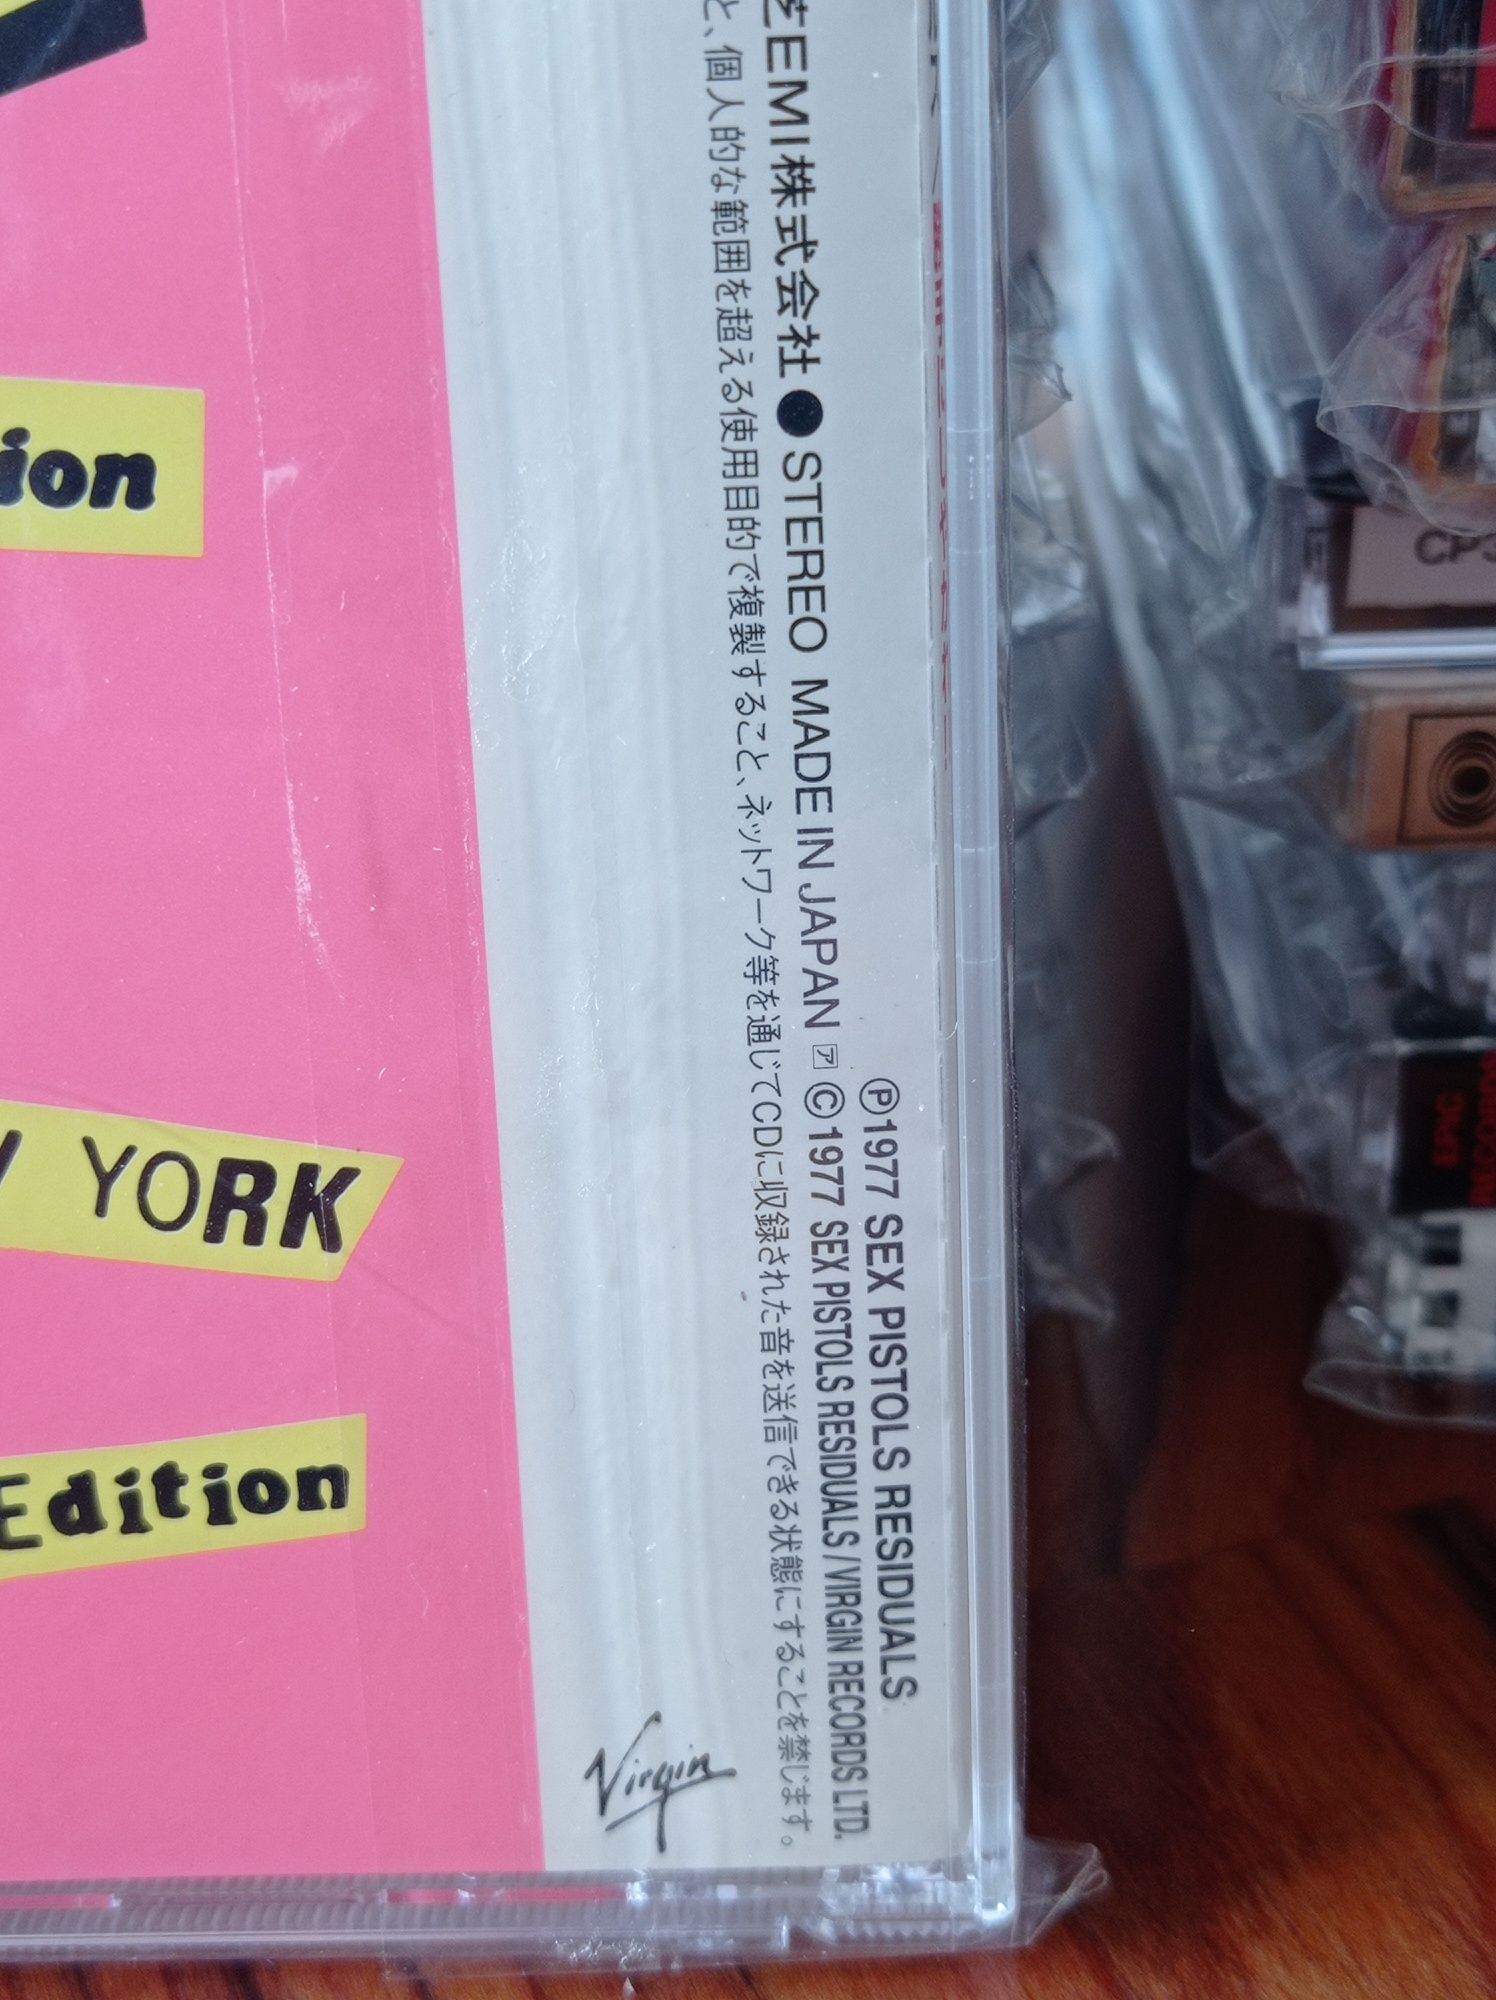 ion
YORK
Edition
EMI株式会社●STEREO MADE IN JAPAN ㋐ Ⓟ1977 SEX PISTOLS RESIDUALS
©1977 SEX PISTOLS RESIDUALS/VIRGIN RECORDS LTD.
と、個人的な範囲を超える使用目的で複製すること、ネットワーク等を通じてCDに収録された音を送信できる状態にすることを禁じます。
Virgin
EPIC